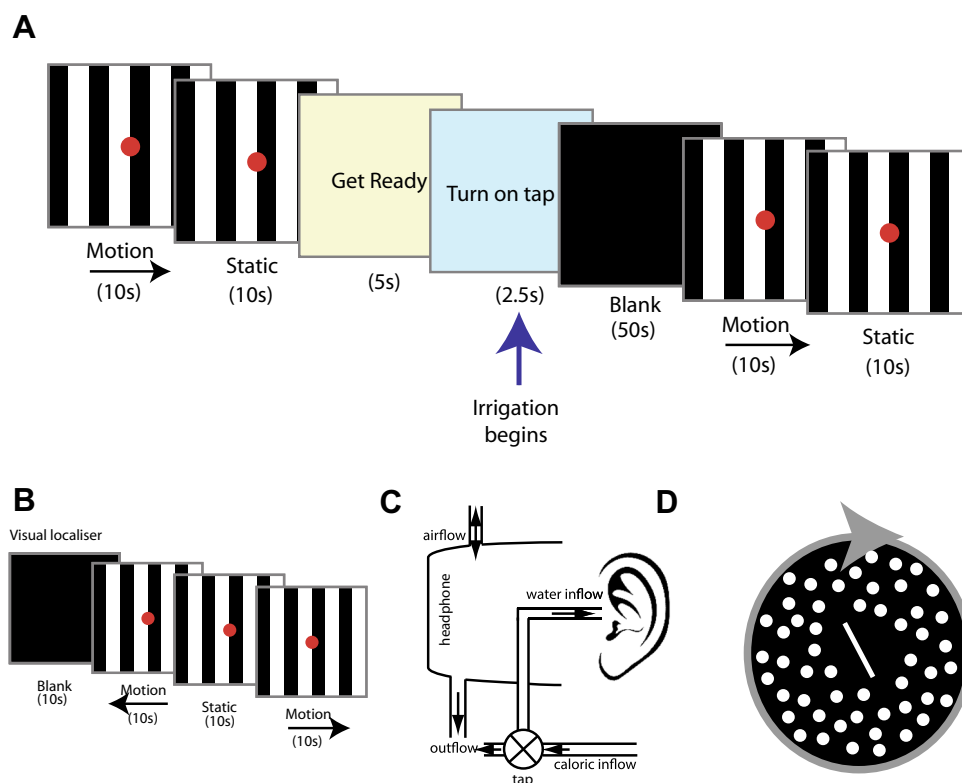 A
Get Ready
Turn on tap
Motion
(10s)
Static
(10s)
(5s)
(2.5s)
Blank
(50s)
Motion
(10s)
Static
(10s)
Irrigation
begins
B
Visual localiser
Blank
(10s)
Motion
(10s)
Static
(10s)
Motion
(10s)
C
airflow
headphone
water inflow
outflow
caloric inflow
tap
D